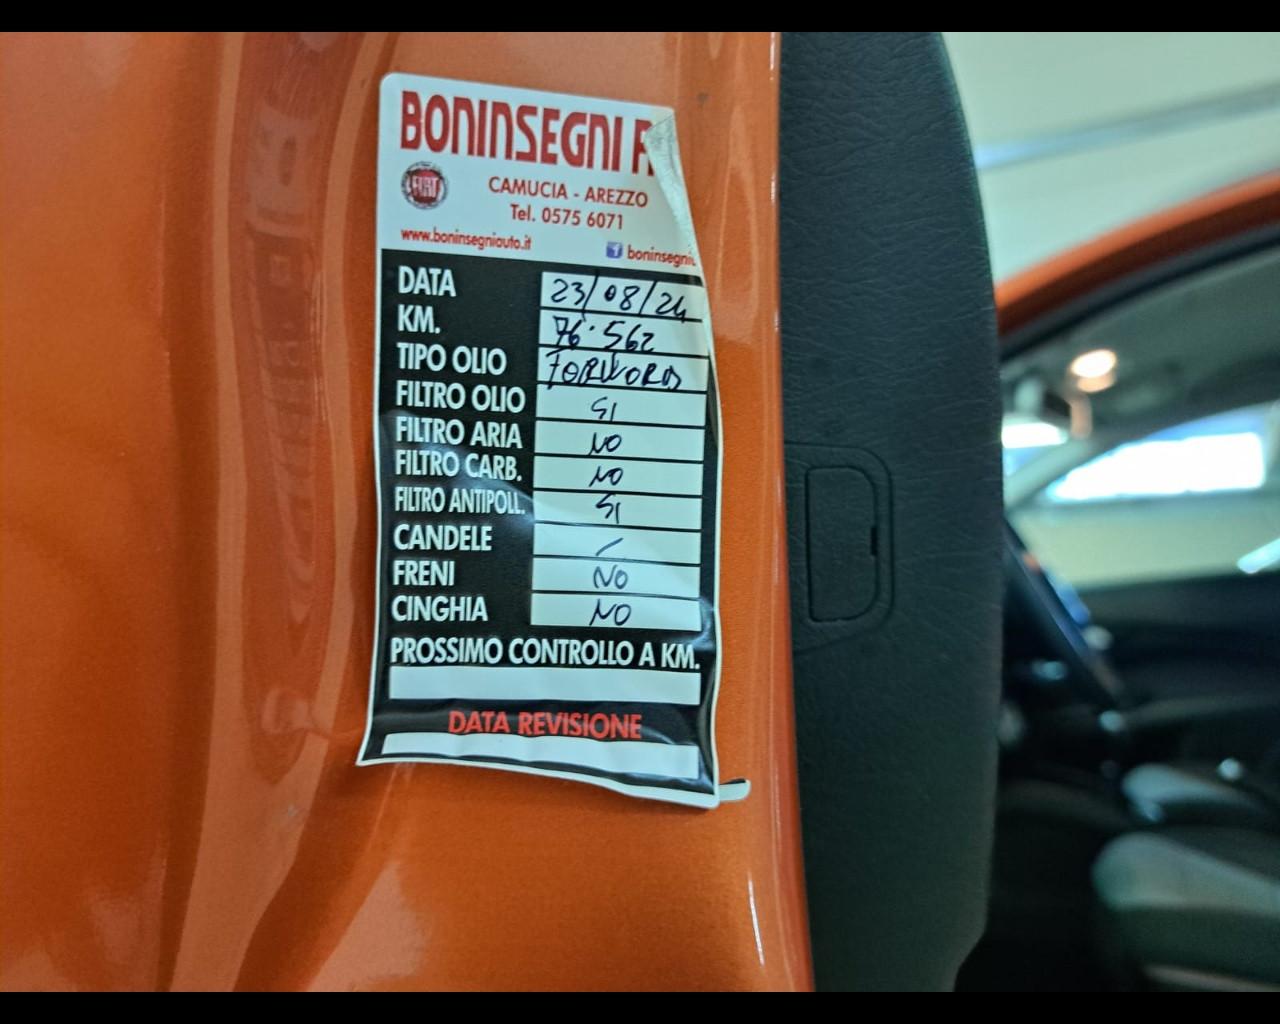 BONINSEGNI
FIAT
CAMUCIA - AREZZO
Tel. 0575 6071
www.boninsegniauto.it
f boninsegni
DATA 23/08/24
KM. 76.562
TIPO OLIO
FILTRO OLIO SI
FILTRO ARIA NO
FILTRO CARB. NO
FILTRO ANTIPOLL. SI
CANDELE –
FRENI NO
CINGHIA NO
PROSSIMO CONTROLLO A KM.
DATA REVISIONE